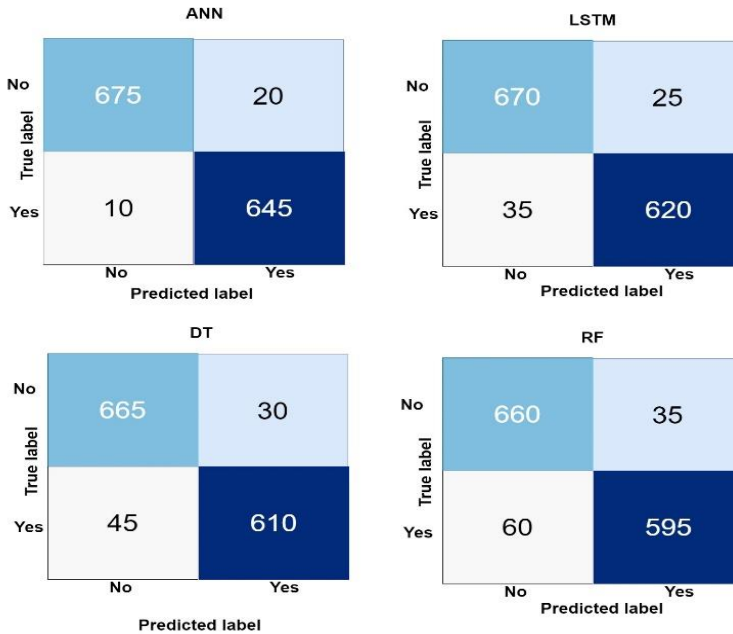 ANN
No
675 20
True label
Yes
10 645
No Yes
Predicted label
LSTM
No
670 25
True label
Yes
35 620
No Yes
Predicted label
DT
No
665 30
True label
Yes
45 610
No Yes
Predicted label
RF
No
660 35
True label
Yes
60 595
No Yes
Predicted label